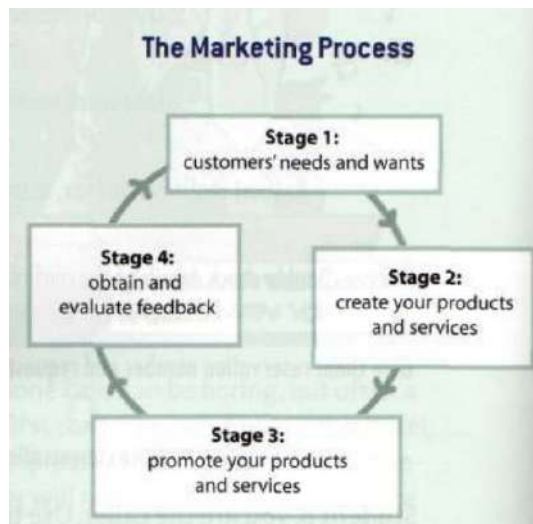 The Marketing Process
Stage 1:
customers' needs and wants
Stage 2:
create your products
and services
Stage 3:
promote your products
and services
Stage 4:
obtain and
evaluate feedback